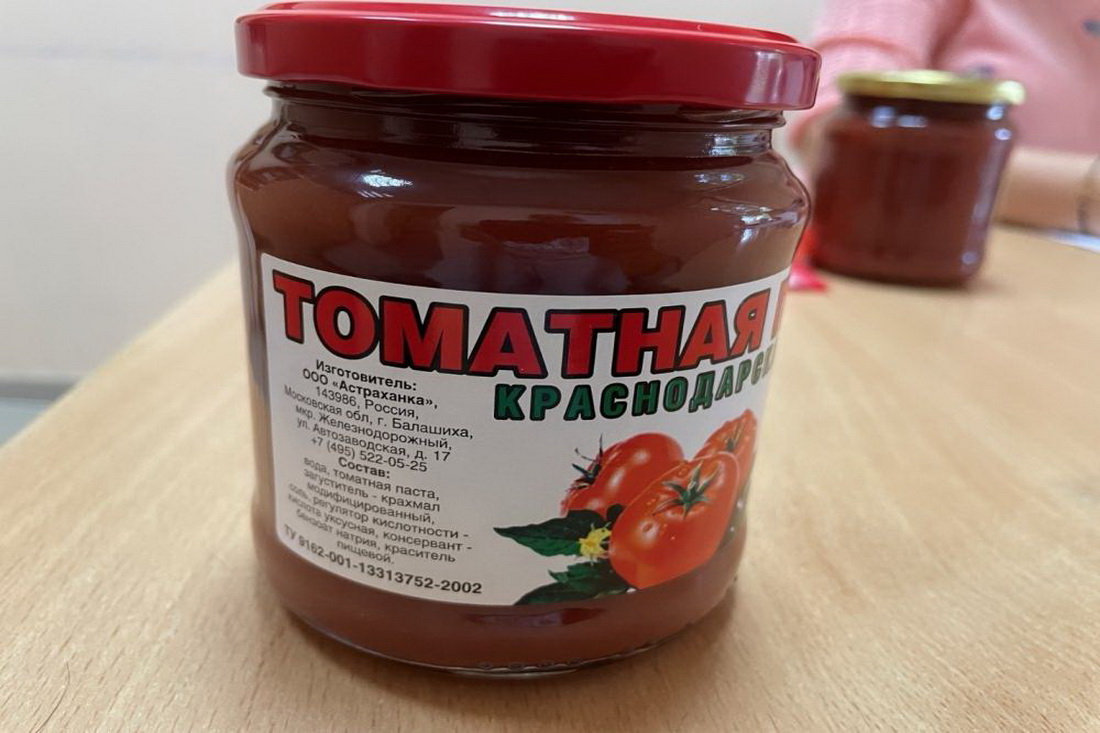 ТОМАТНАЯ
КРАСНОДАРСК
Изготовитель:
ООО «Астраханка»,
143986, Россия,
Московская обл, г. Балашиха,
мкр. Железнодорожный,
ул. Автозаводская, д. 17
+7 (495) 522-05-25
Состав:
вода, томатная паста,
загуститель - крахмал
модифицированный,
соль, регулятор кислотности -
кислота уксусная, консервант -
бензоат натрия, краситель
пищевой.
ТУ 9162-001-13313752-2002